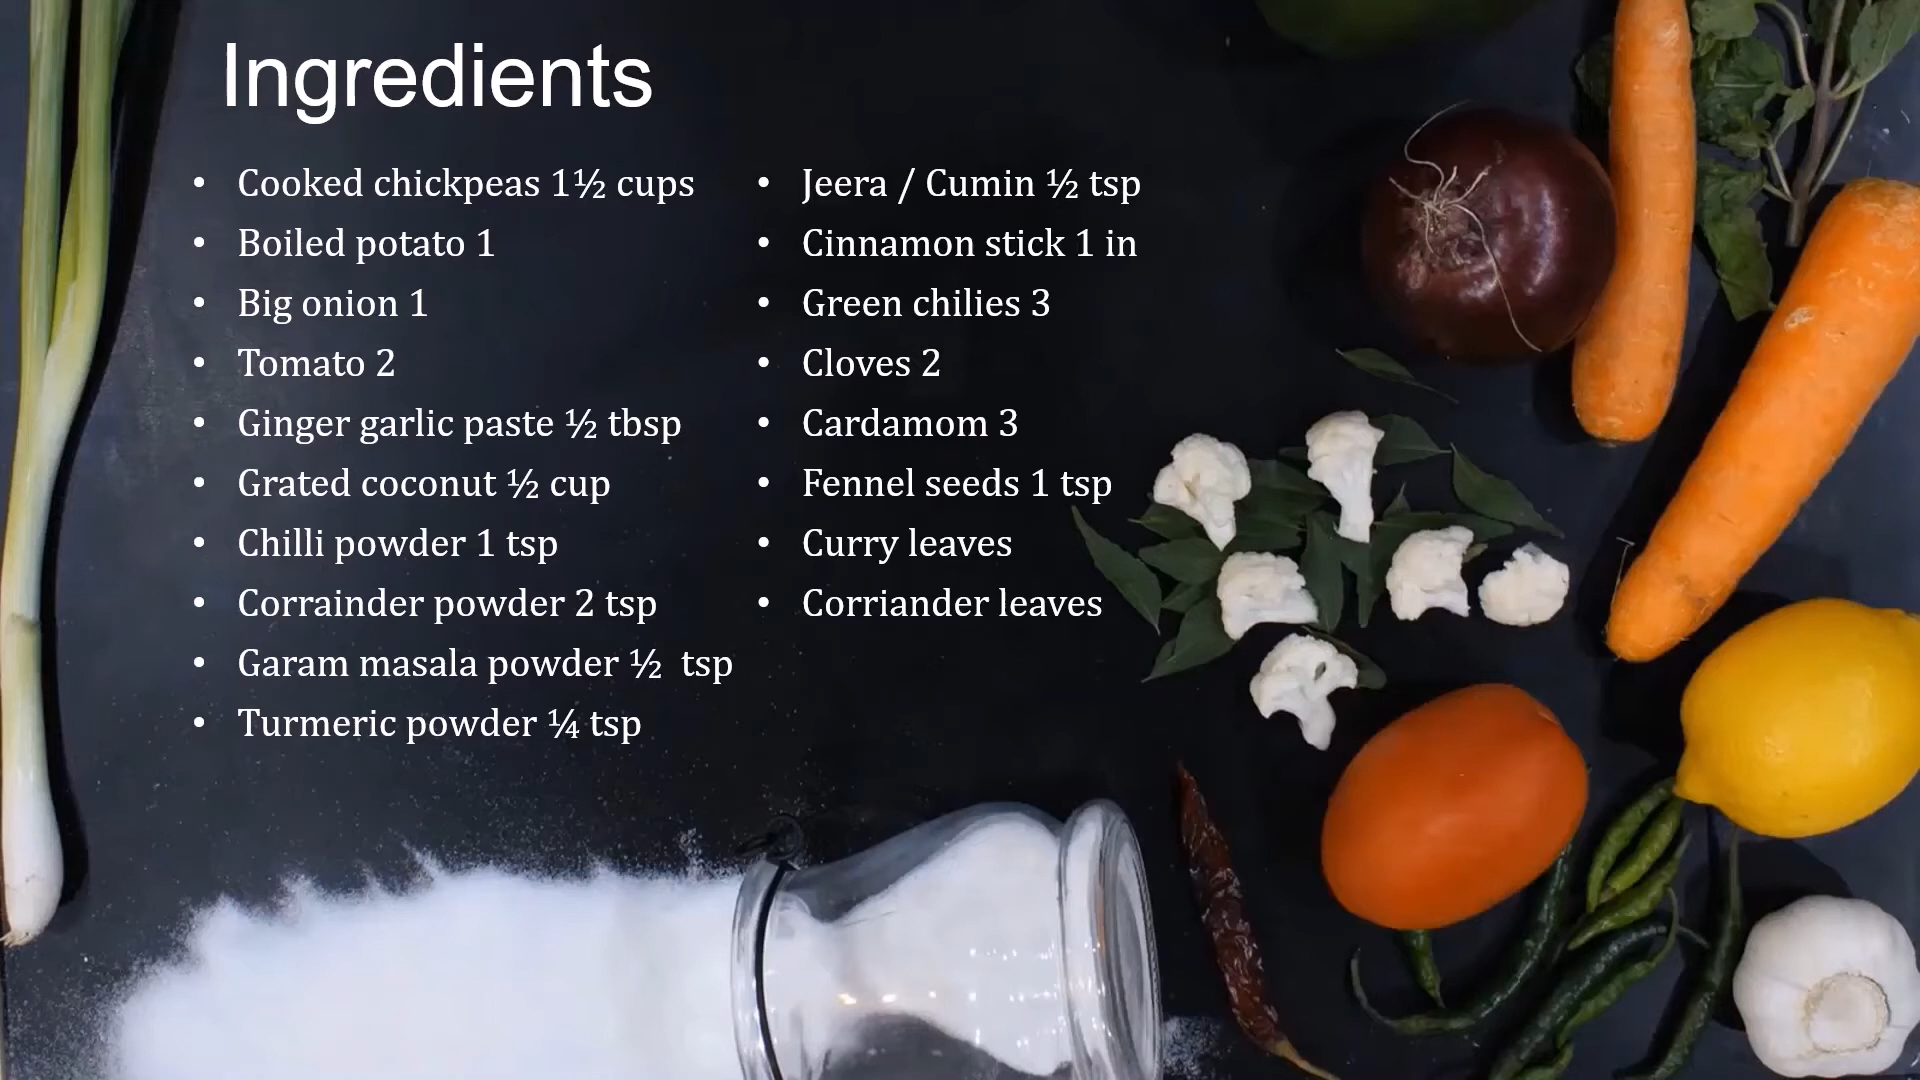 Ingredients
• Cooked chickpeas 1½ cups
• Boiled potato 1
• Big onion 1
• Tomato 2
• Ginger garlic paste ½ tbsp
• Grated coconut ½ cup
• Chilli powder 1 tsp
• Corrainder powder 2 tsp
• Garam masala powder ½  tsp
• Turmeric powder ¼ tsp
• Jeera / Cumin ½ tsp
• Cinnamon stick 1 in
• Green chilies 3
• Cloves 2
• Cardamom 3
• Fennel seeds 1 tsp
• Curry leaves
• Corriander leaves